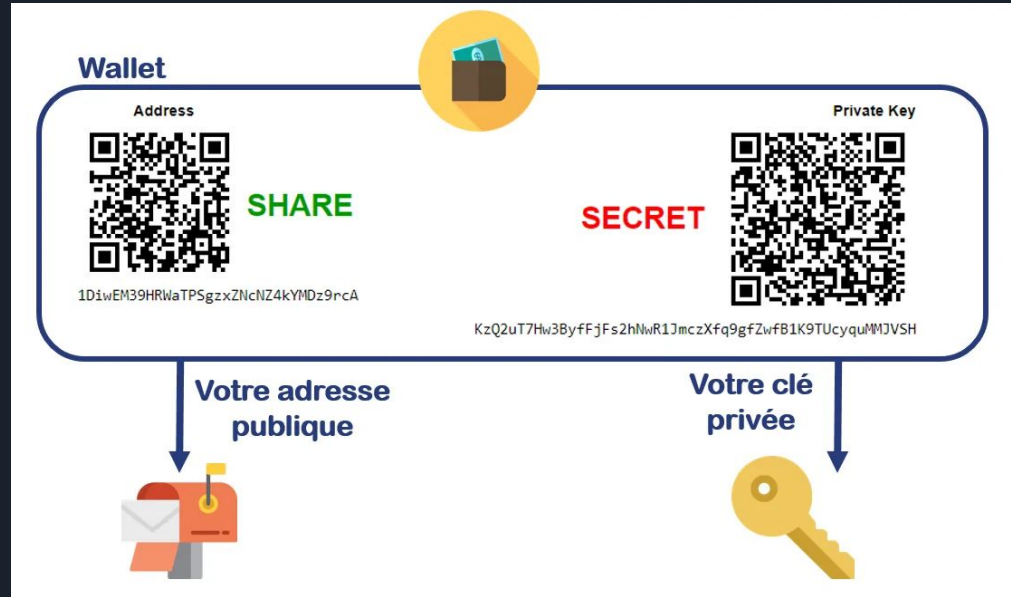 Wallet
Address
Private Key
SHARE
SECRET
1DiwEM39HRWaTPSgzxZNcNZ4kYMDz9rcA
KzQ2uT7Hw3ByfFjFs2hNwR1JmczXfq9gfZwfB1K9TUcyquMMJVSH
Votre adresse
publique
Votre clé
privée